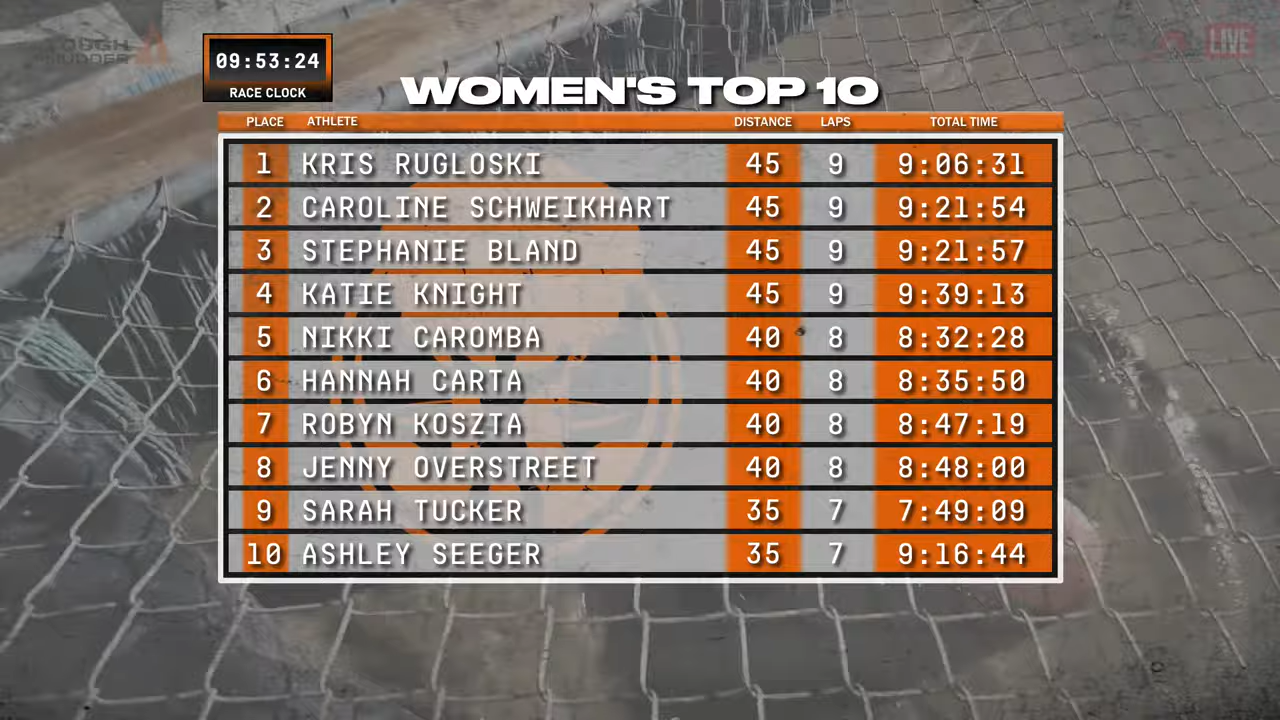 TOUGH
MUDDER
LIVE
09:53:24
RACE CLOCK
WOMEN'S TOP 10
PLACE ATHLETE DISTANCE LAPS TOTAL TIME
1 KRIS RUGLOSKI 45 9 9:06:31
2 CAROLINE SCHWEIKHART 45 9 9:21:54
3 STEPHANIE BLAND 45 9 9:21:57
4 KATIE KNIGHT 45 9 9:39:13
5 NIKKI CAROMBA 40 8 8:32:28
6 HANNAH CARTA 40 8 8:35:50
7 ROBYN KOSZTA 40 8 8:47:19
8 JENNY OVERSTREET 40 8 8:48:00
9 SARAH TUCKER 35 7 7:49:09
10 ASHLEY SEEGER 35 7 9:16:44